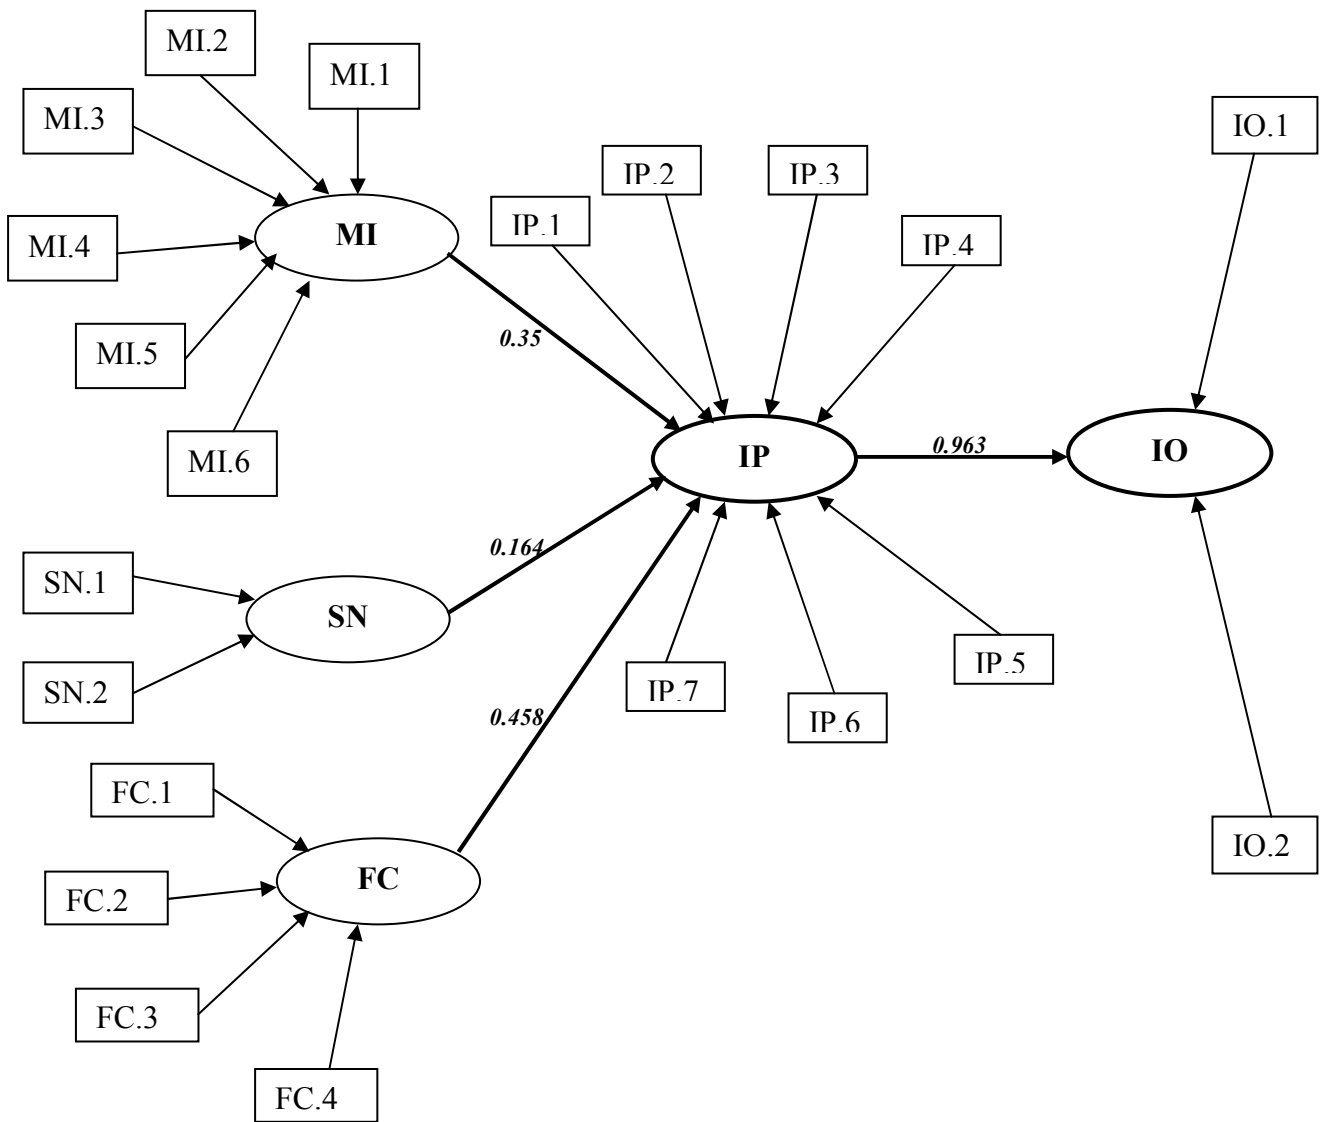 MI.2
MI.1
MI.3
IO.1
IP.2
IP.3
IP.1
IP.4
MI.4
MI
0.35
MI.5
MI.6
IP
0.963
IO
0.164
SN.1
SN
SN.2
IP.5
IP.7
IP.6
0.458
FC.1
IO.2
FC
FC.2
FC.3
FC.4